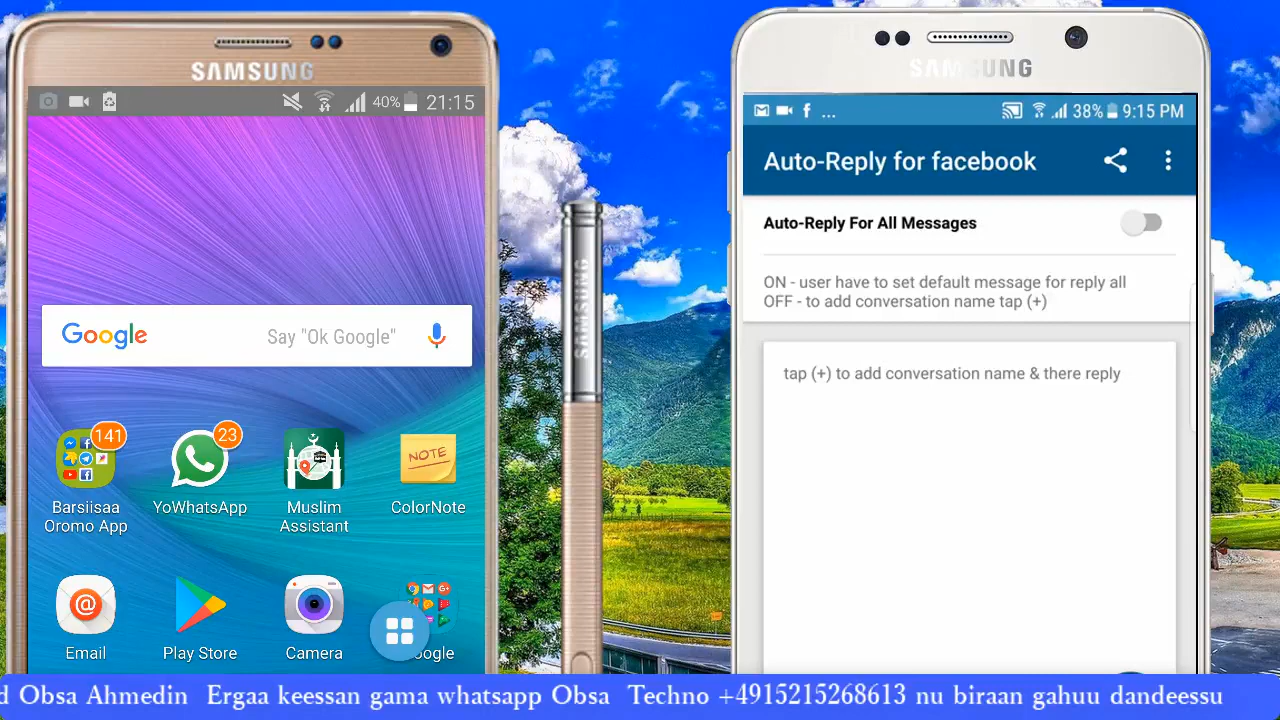 SAMSUNG
40% 21:15
Google Say "Ok Google"
141
23
Barsiisaa
Oromo App
YoWhatsApp
Muslim
Assistant
NOTE
ColorNote
Email
Play Store
Camera
oogle
SAMSUNG
SAMSUNG
... 38% 9:15 PM
Auto-Reply for facebook
Auto-Reply For All Messages
ON - user have to set default message for reply all
OFF - to add conversation name tap (+)
tap (+) to add conversation name & there reply
d Obsa Ahmedin Ergaa keessan gama whatsapp Obsa Techno +4915215268613 nu biraan gahuu dandeessu